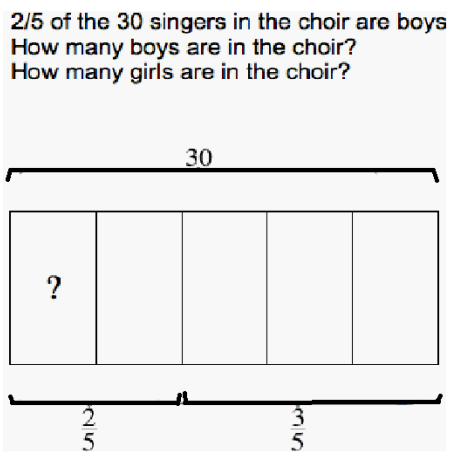 2/5 of the 30 singers in the choir are boys
How many boys are in the choir?
How many girls are in the choir?
30
?
2/5 3/5